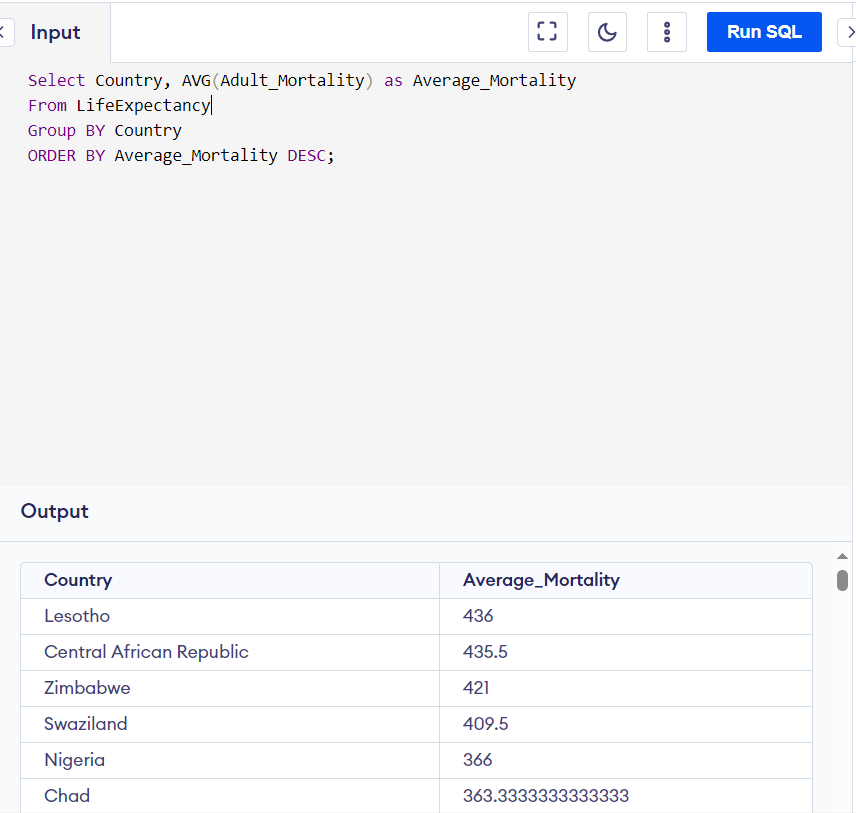 Input
Run SQL
Select Country, AVG(Adult_Mortality) as Average_Mortality
From LifeExpectancy
Group BY Country
ORDER BY Average_Mortality DESC;
Output
Country Average_Mortality
Lesotho 436
Central African Republic 435.5
Zimbabwe 421
Swaziland 409.5
Nigeria 366
Chad 363.3333333333333